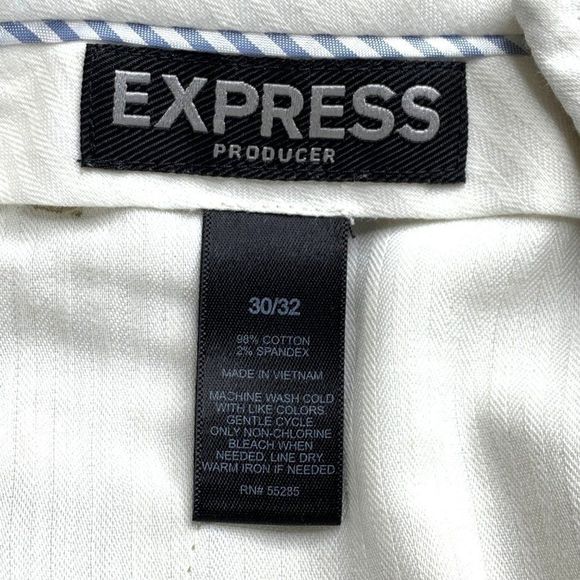 EXPRESS
PRODUCER
30/32
98% COTTON
2% SPANDEX
MADE IN VIETNAM
MACHINE WASH COLD
WITH LIKE COLORS,
GENTLE CYCLE.
ONLY NON-CHLORINE
BLEACH WHEN
NEEDED. LINE DRY.
WARM IRON IF NEEDED
RN# 55285